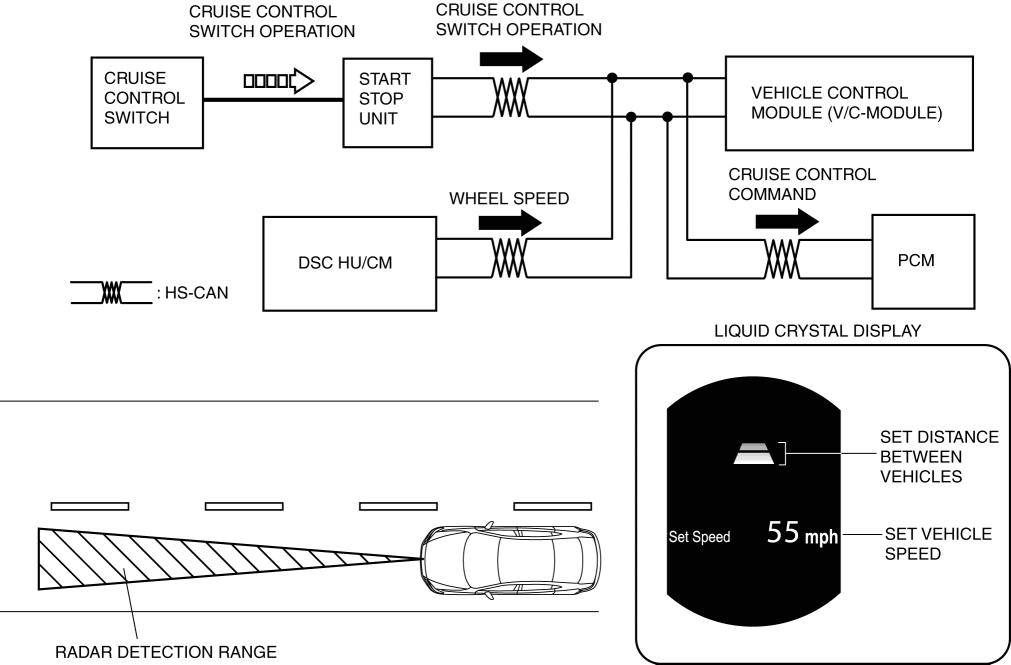 CRUISE CONTROL
SWITCH OPERATION
CRUISE CONTROL
SWITCH OPERATION
CRUISE
CONTROL
SWITCH
START
STOP
UNIT
VEHICLE CONTROL
MODULE (V/C-MODULE)
CRUISE CONTROL
COMMAND
WHEEL SPEED
DSC HU/CM
PCM
: HS-CAN
LIQUID CRYSTAL DISPLAY
SET DISTANCE
BETWEEN
VEHICLES
Set Speed 55 mph
SET VEHICLE
SPEED
RADAR DETECTION RANGE